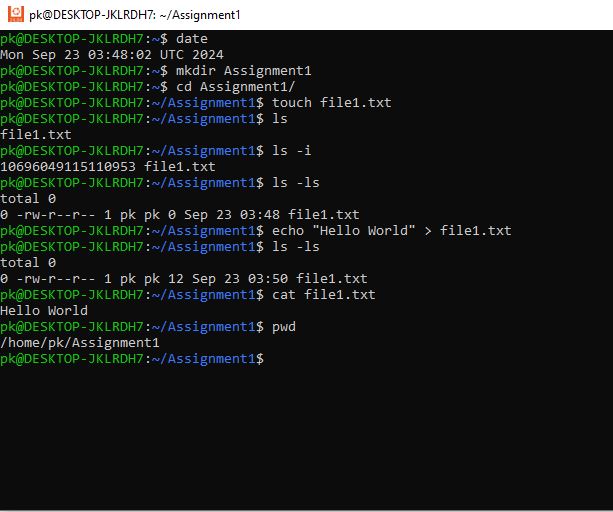 pk@DESKTOP-JKLRDH7: ~/Assignment1
pk@DESKTOP-JKLRDH7:~$ date
Mon Sep 23 03:48:02 UTC 2024
pk@DESKTOP-JKLRDH7:~$ mkdir Assignment1
pk@DESKTOP-JKLRDH7:~$ cd Assignment1/
pk@DESKTOP-JKLRDH7:~/Assignment1$ touch file1.txt
pk@DESKTOP-JKLRDH7:~/Assignment1$ ls
file1.txt
pk@DESKTOP-JKLRDH7:~/Assignment1$ ls -i
10696049115110953 file1.txt
pk@DESKTOP-JKLRDH7:~/Assignment1$ ls -ls
total 0
0 -rw-r--r-- 1 pk pk 0 Sep 23 03:48 file1.txt
pk@DESKTOP-JKLRDH7:~/Assignment1$ echo "Hello World" > file1.txt
pk@DESKTOP-JKLRDH7:~/Assignment1$ ls -ls
total 0
0 -rw-r--r-- 1 pk pk 12 Sep 23 03:50 file1.txt
pk@DESKTOP-JKLRDH7:~/Assignment1$ cat file1.txt
Hello World
pk@DESKTOP-JKLRDH7:~/Assignment1$ pwd
/home/pk/Assignment1
pk@DESKTOP-JKLRDH7:~/Assignment1$